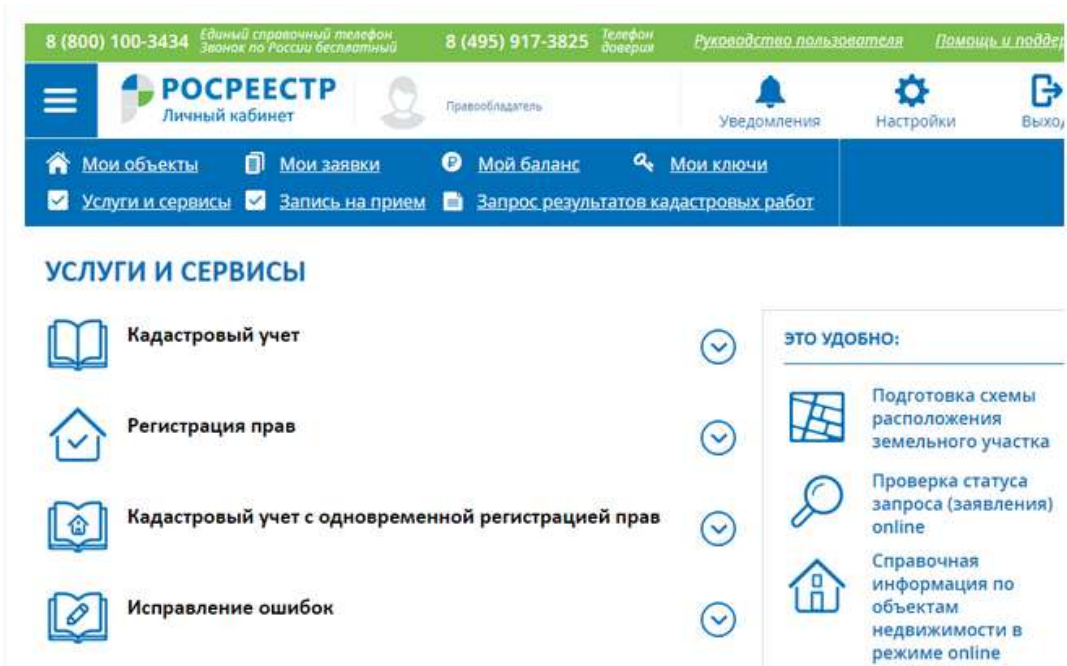 8 (800) 100-3434 Единый справочный телефон
Звонок по России бесплатный
8 (495) 917-3825 Телефон
доверия
Руководство пользователя
Помощь и поддер
РОСРЕЕСТР
Личный кабинет
Правообладатель
Уведомления
Настройки
Выход
Мои объекты
Мои заявки
Мой баланс
Мои ключи
Услуги и сервисы
Запись на прием
Запрос результатов кадастровых работ
УСЛУГИ И СЕРВИСЫ
Кадастровый учет
Регистрация прав
Кадастровый учет с одновременной регистрацией прав
Исправление ошибок
ЭТО УДОБНО:
Подготовка схемы
расположения
земельного участка
Проверка статуса
запроса (заявления)
online
Справочная
информация по
объектам
недвижимости в
режиме online